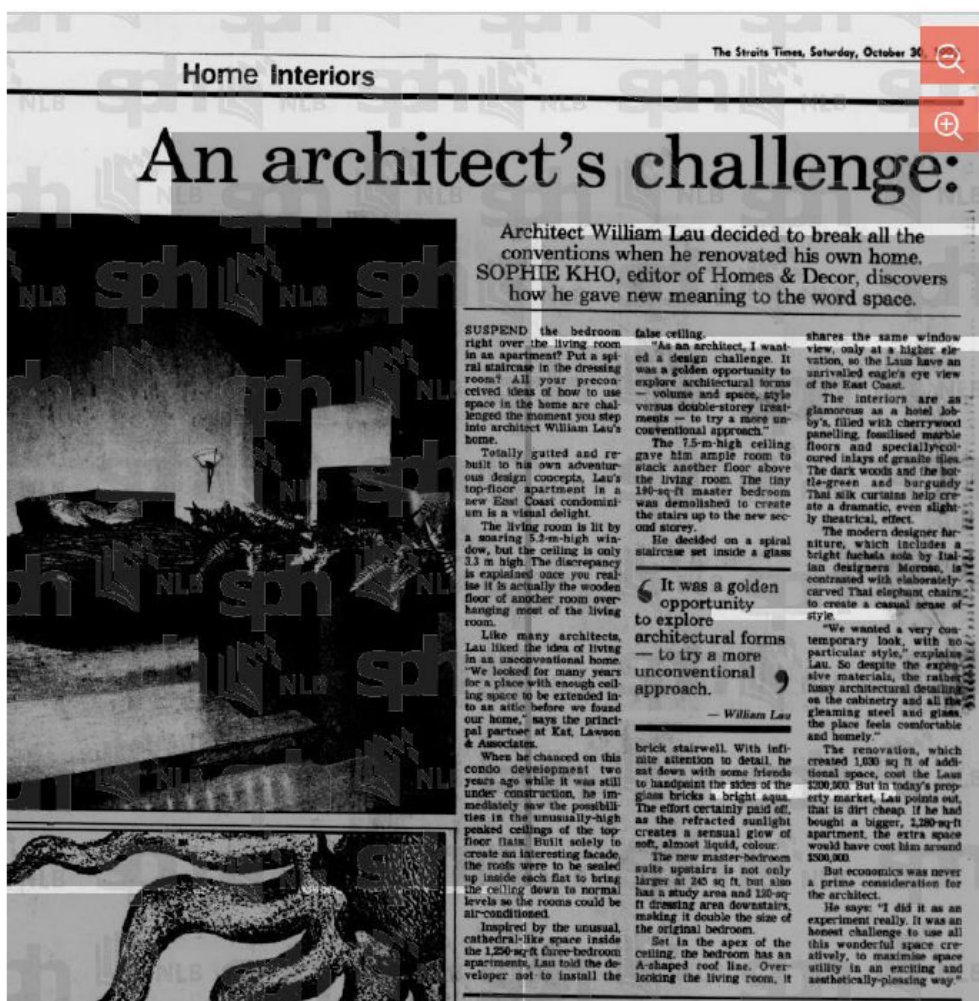 The Straits Times, Saturday, October 30,
Home Interiors
An architect's challenge:
Architect William Lau decided to break all the
conventions when he renovated his own home.
SOPHIE KHO, editor of Homes & Decor, discovers
how he gave new meaning to the word space.
SUSPEND the bedroom
right over the living room
in an apartment? Put a spi-
ral staircase in the dressing
room? All your precon-
ceived ideas of how to use
space in the home are chal-
lenged the moment you step
into architect William Lau's
home.
Totally gutted and re-
built to his own adventur-
ous design concepts, Lau's
top-floor apartment in a
new East Coast condomini-
um is a visual delight.
The living room is lit by
a soaring 5.2-m-high win-
dow, but the ceiling is only
3.3 m high. The discrepancy
is explained once you real-
ise it is actually the wooden
floor of another room over-
hanging most of the living
room.
Like many architects,
Lau liked the idea of living
in an unconventional home.
"We looked for many years
for a place with enough ceil-
ing space to be extended in-
to an attic before we found
our home," says the princi-
pal partner at Kat, Lawson
& Associates.
When he chanced on this
condo development two
years ago while it was still
under construction, he im-
mediately saw the possibili-
ties in the unusually-high
peaked ceilings of the top-
floor flats. Built solely to
create an interesting facade,
the roofs were to be sealed
up inside each flat to bring
the ceiling down to normal
levels so the rooms could be
air-conditioned.
Inspired by the unusual,
cathedral-like space inside
the 1,250-sq-ft three-bedroom
apartments, Lau told the de-
veloper not to install the
false ceiling.
"As an architect, I want-
ed a design challenge. It
was a golden opportunity to
explore architectural forms
— volume and space, style
versus double-storey treat-
ments — to try a more un-
conventional approach."
The 7.5-m-high ceiling
gave him ample room to
stack another floor above
the living room. The tiny
190-sq-ft master bedroom
was demolished to create
the stairs up to the new sec-
ond storey.
He decided on a spiral
staircase set inside a glass
‘ It was a golden
opportunity
to explore
architectural forms
— to try a more
unconventional
approach. ’
— William Lau
brick stairwell. With infi-
nite attention to detail, he
sat down with some friends
to handpaint the sides of the
glass bricks a bright aqua.
The effort certainly paid off,
as the refracted sunlight
creates a sensual glow of
soft, almost liquid, colour.
The new master-bedroom
suite upstairs is not only
larger at 245 sq ft, but also
has a study area and 130-sq-
ft dressing area downstairs,
making it double the size of
the original bedroom.
Set in the apex of the
ceiling, the bedroom has an
A-shaped roof line. Over-
looking the living room, it
shares the same window
view, only at a higher ele-
vation, so the Laus have an
unrivalled eagle's eye view
of the East Coast.
The interiors are as
glamorous as a hotel lob-
by's, filled with cherrywood
panelling, fossilised marble
floors and specially-col-
oured inlays of granite tiles.
The dark woods and the bot-
tle-green and burgundy
Thai silk curtains help cre-
ate a dramatic, even slight-
ly theatrical, effect.
The modern designer fur-
niture, which includes a
bright fuchsia sofa by Ital-
ian designers Moroso, is
contrasted with elaborately-
carved Thai elephant chairs
to create a casual sense of
style.
"We wanted a very con-
temporary look, with no
particular style," explains
Lau. So despite the expen-
sive materials, the rather
fussy architectural detailing
on the cabinetry and all the
gleaming steel and glass,
the place feels comfortable
and homely."
The renovation, which
created 1,030 sq ft of addi-
tional space, cost the Laus
$200,000. But in today's prop-
erty market, Lau points out,
that is dirt cheap. If he had
bought a bigger, 2,280-sq-ft
apartment, the extra space
would have cost him around
$500,000.
But economics was never
a prime consideration for
the architect.
He says: "I did it as an
experiment really. It was an
honest challenge to use all
this wonderful space cre-
atively, to maximise space
utility in an exciting and
aesthetically-pleasing way."